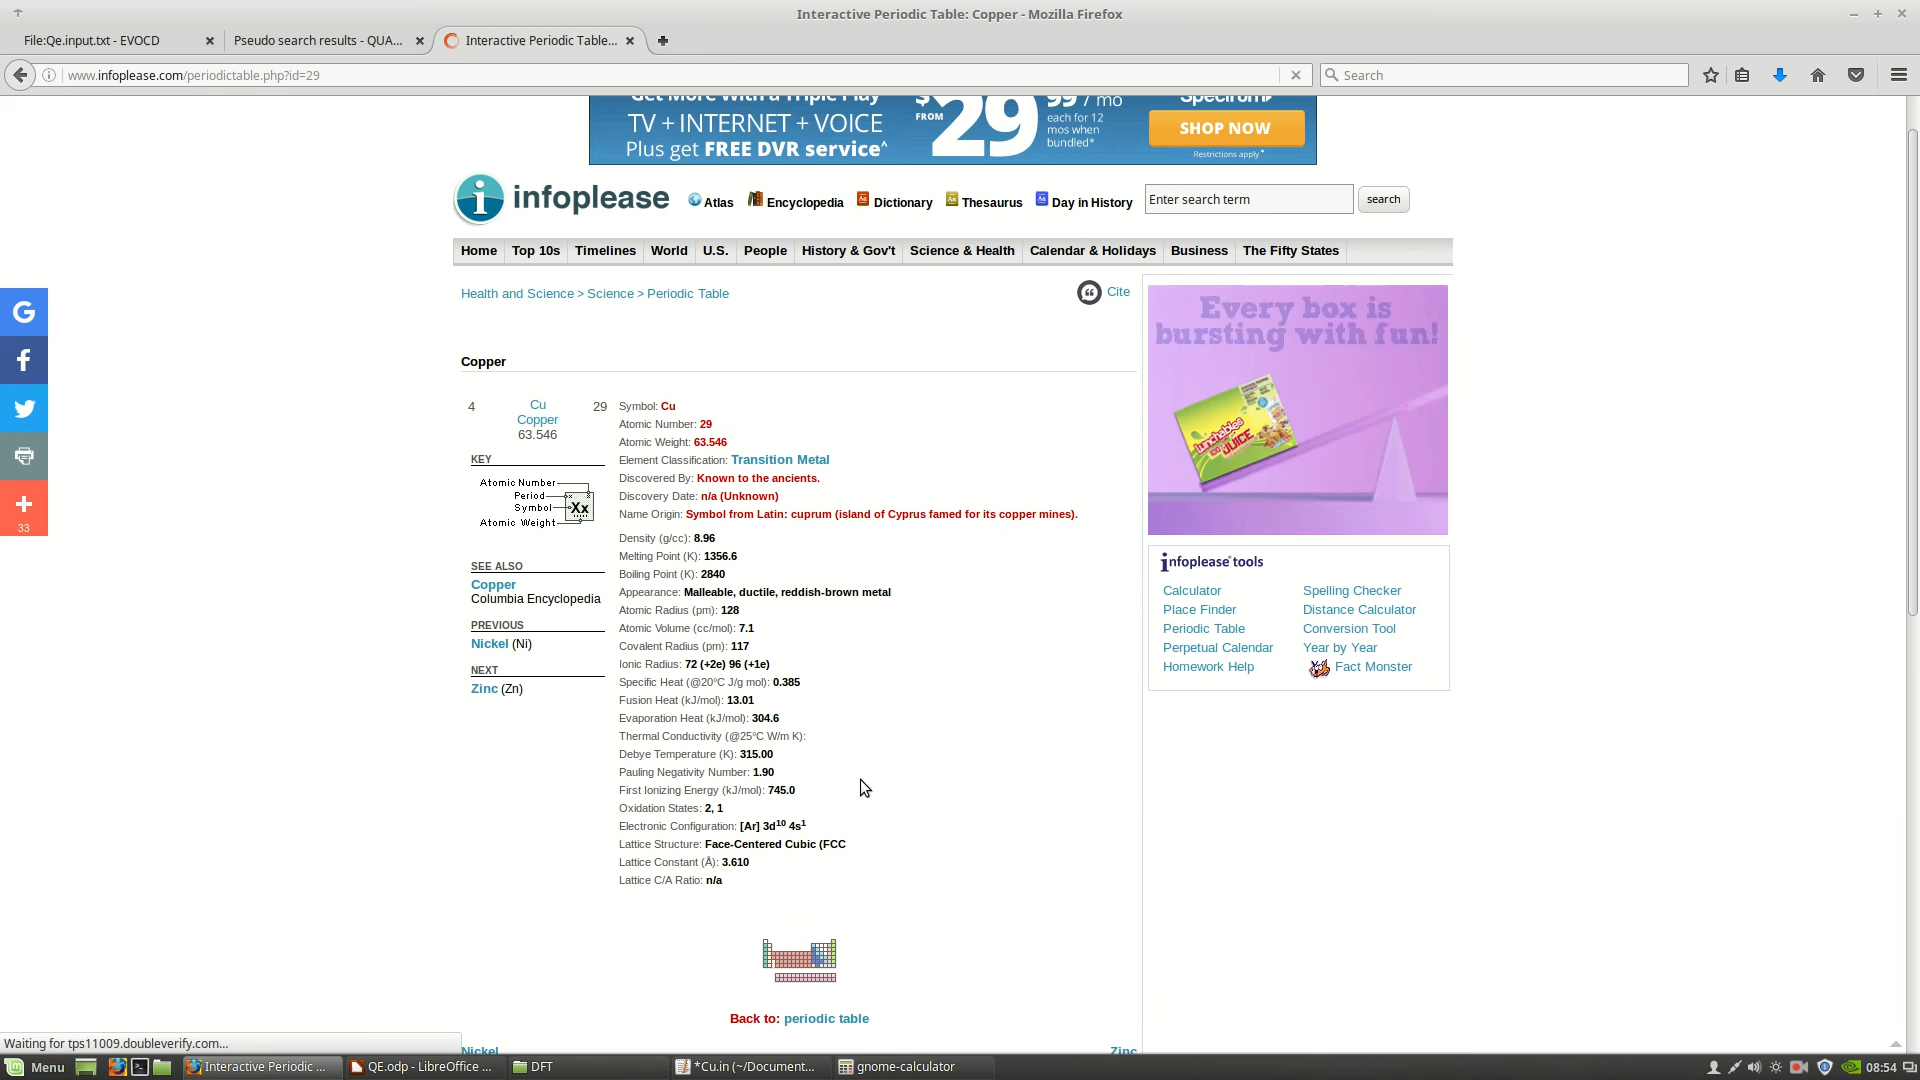 Interactive Periodic Table: Copper - Mozilla Firefox
File:Qe.input.txt - EVOCD
Pseudo search results - QUA...
Interactive Periodic Table...
www.infoplease.com/periodictable.php?id=29
Search
Get More With a Triple Play
TV + INTERNET + VOICE
Plus get FREE DVR service^
FROM
$29 99 / mo
each for 12
mos when
bundled*
Spectrum
SHOP NOW
Restrictions apply*
infoplease
Atlas
Encyclopedia
Dictionary
Thesaurus
Day in History
Enter search term
search
Home
Top 10s
Timelines
World
U.S.
People
History & Gov't
Science & Health
Calendar & Holidays
Business
The Fifty States
Health and Science > Science > Periodic Table
Cite
33
Copper
4
Cu
29
Copper
63.546
KEY
Atomic Number
Period
Symbol
Xx
Atomic Weight
SEE ALSO
Copper
Columbia Encyclopedia
PREVIOUS
Nickel (Ni)
NEXT
Zinc (Zn)
Symbol: Cu
Atomic Number: 29
Atomic Weight: 63.546
Element Classification: Transition Metal
Discovered By: Known to the ancients.
Discovery Date: n/a (Unknown)
Name Origin: Symbol from Latin: cuprum (island of Cyprus famed for its copper mines).
Density (g/cc): 8.96
Melting Point (K): 1356.6
Boiling Point (K): 2840
Appearance: Malleable, ductile, reddish-brown metal
Atomic Radius (pm): 128
Atomic Volume (cc/mol): 7.1
Covalent Radius (pm): 117
Ionic Radius: 72 (+2e) 96 (+1e)
Specific Heat (@20°C J/g mol): 0.385
Fusion Heat (kJ/mol): 13.01
Evaporation Heat (kJ/mol): 304.6
Thermal Conductivity (@25°C W/m K):
Debye Temperature (K): 315.00
Pauling Negativity Number: 1.90
First Ionizing Energy (kJ/mol): 745.0
Oxidation States: 2, 1
Electronic Configuration: [Ar] 3d¹⁰ 4s¹
Lattice Structure: Face-Centered Cubic (FCC
Lattice Constant (Å): 3.610
Lattice C/A Ratio: n/a
Back to: periodic table
Nickel
Zinc
Every box is
bursting with fun!
Lunchables
JUICE
infoplease® tools
Calculator
Spelling Checker
Place Finder
Distance Calculator
Periodic Table
Conversion Tool
Perpetual Calendar
Year by Year
Homework Help
Fact Monster
Waiting for tps11009.doubleverify.com...
Menu
Interactive Periodic ...
QE.odp - LibreOffice ...
DFT
*Cu.in (~/Document...
gnome-calculator
08:54